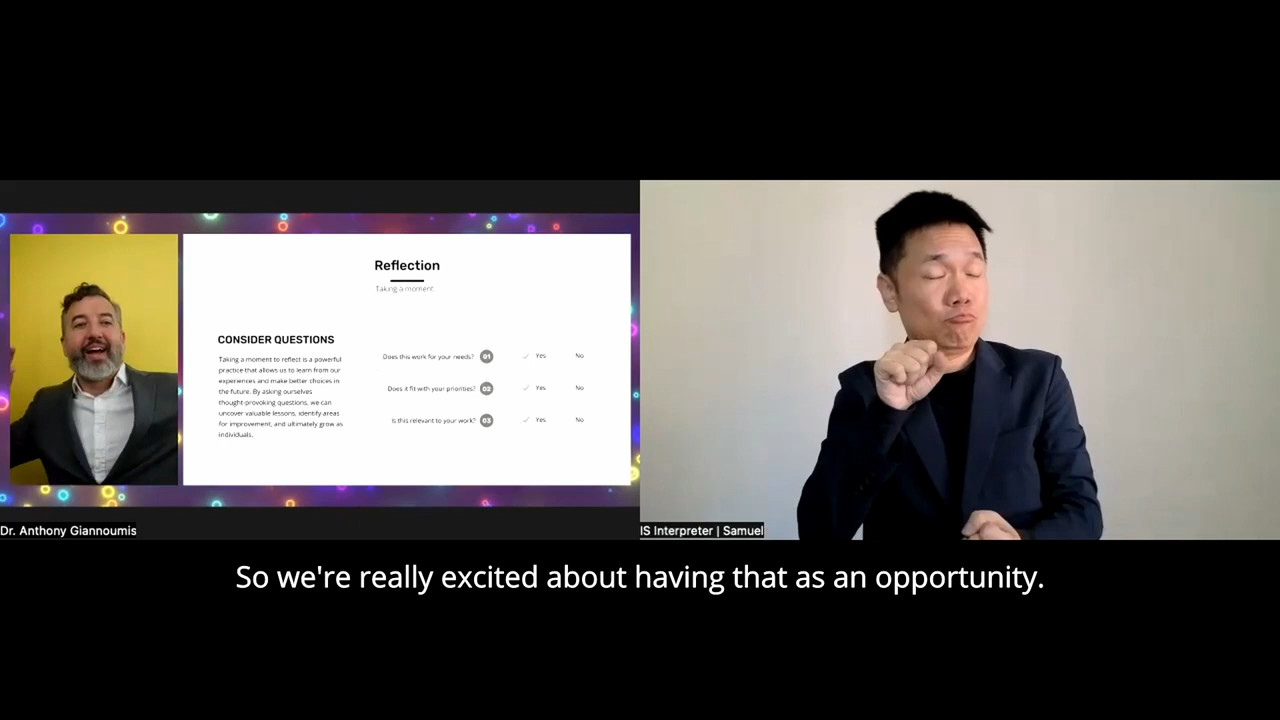 Reflection
Taking a moment
CONSIDER QUESTIONS
Taking a moment to reflect is a powerful
practice that allows us to learn from our
experiences and make better choices in
the future. By asking ourselves
thought-provoking questions, we can
uncover valuable lessons, identify areas
for improvement, and ultimately grow as
individuals.
Does this work for your needs? 01 Yes No
Does it fit with your priorities? 02 Yes No
Is this relevant to your work? 03 Yes No
Dr. Anthony Giannoumis
IS Interpreter | Samuel
So we're really excited about having that as an opportunity.